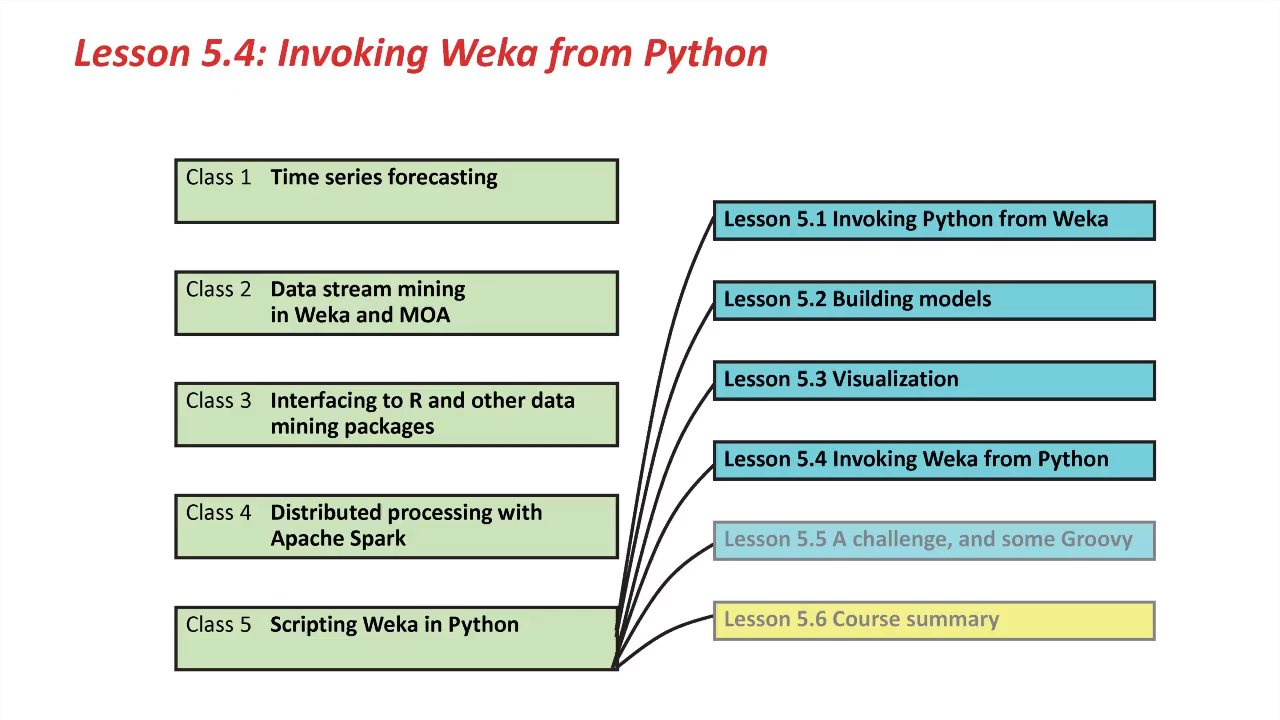 Lesson 5.4: Invoking Weka from Python
Class 1 Time series forecasting
Class 2 Data stream mining
in Weka and MOA
Class 3 Interfacing to R and other data
mining packages
Class 4 Distributed processing with
Apache Spark
Class 5 Scripting Weka in Python
Lesson 5.1 Invoking Python from Weka
Lesson 5.2 Building models
Lesson 5.3 Visualization
Lesson 5.4 Invoking Weka from Python
Lesson 5.5 A challenge, and some Groovy
Lesson 5.6 Course summary